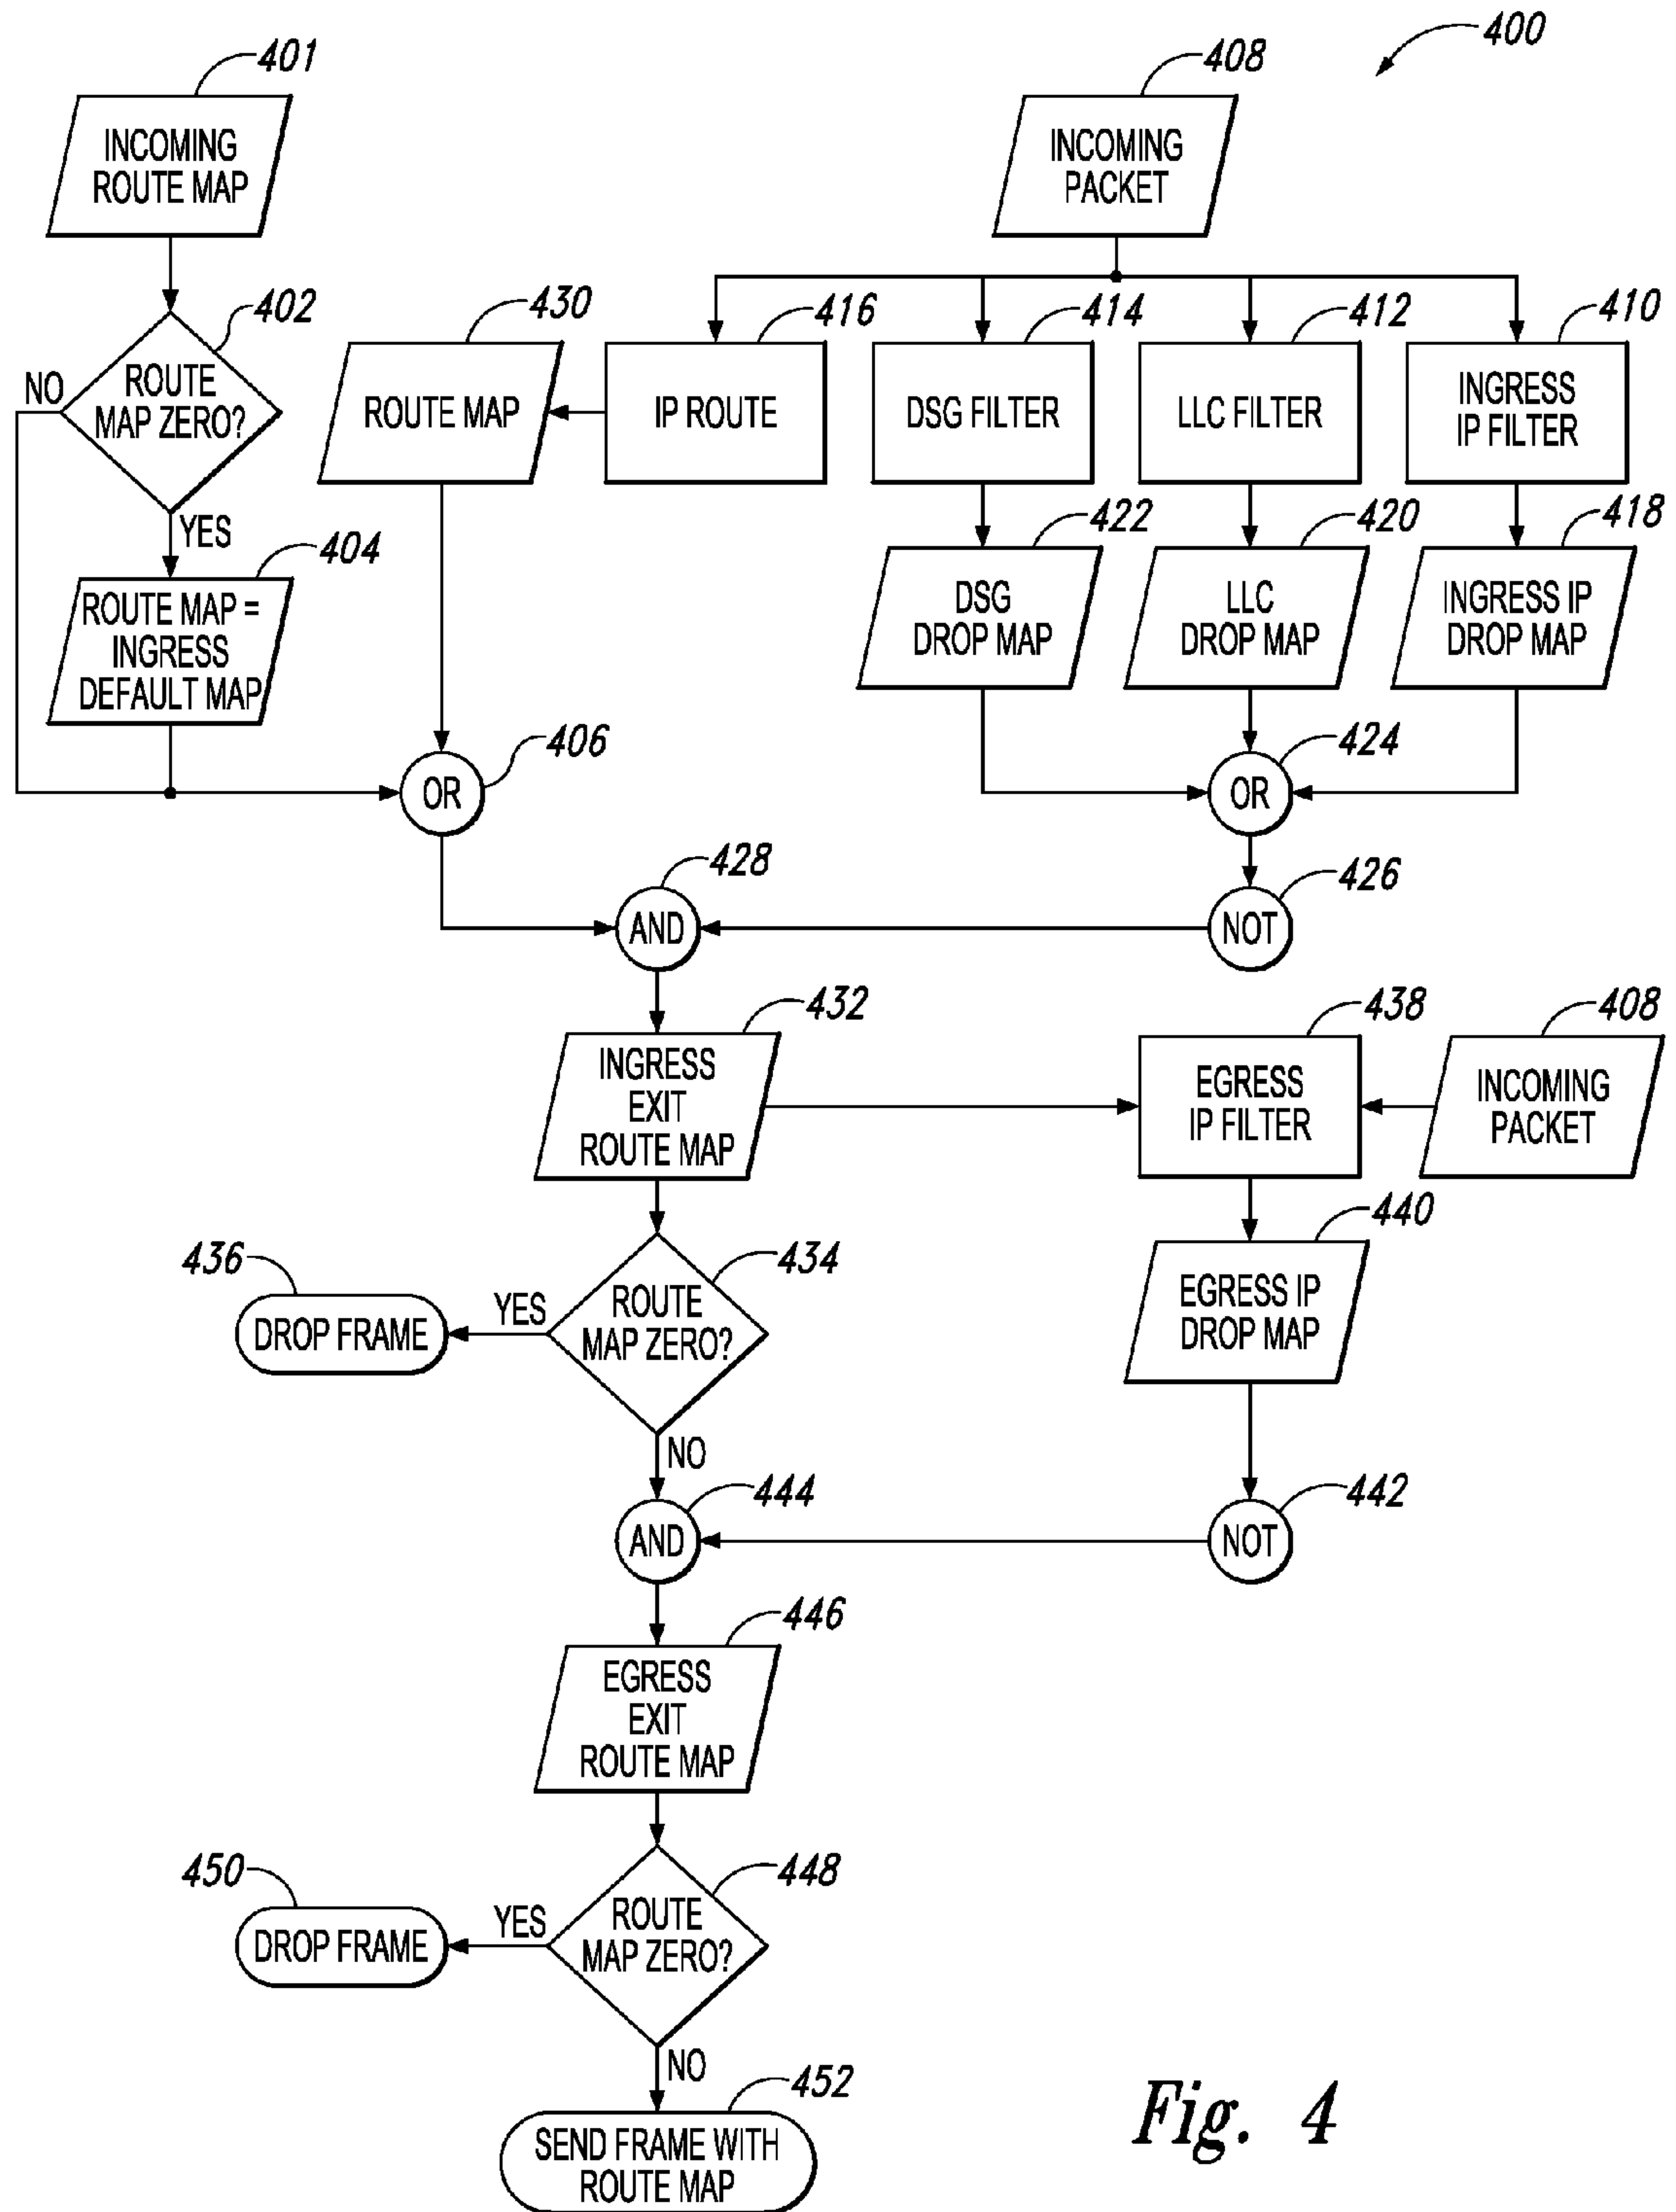 400
401
408
INCOMING
ROUTE MAP
INCOMING
PACKET
402
430
416
414
412
410
NO
ROUTE
MAP ZERO?
ROUTE MAP
IP ROUTE
DSG FILTER
LLC FILTER
INGRESS
IP FILTER
YES
404
422
420
418
ROUTE MAP =
INGRESS
DEFAULT MAP
DSG
DROP MAP
LLC
DROP MAP
INGRESS IP
DROP MAP
406
424
OR
OR
428
426
AND
NOT
432
438
408
INGRESS
EXIT
ROUTE MAP
EGRESS
IP FILTER
INCOMING
PACKET
440
436
434
DROP FRAME
YES
ROUTE
MAP ZERO?
EGRESS IP
DROP MAP
NO
444
442
AND
NOT
446
EGRESS
EXIT
ROUTE MAP
450
448
DROP FRAME
YES
ROUTE
MAP ZERO?
NO
452
SEND FRAME WITH
ROUTE MAP
Fig. 4